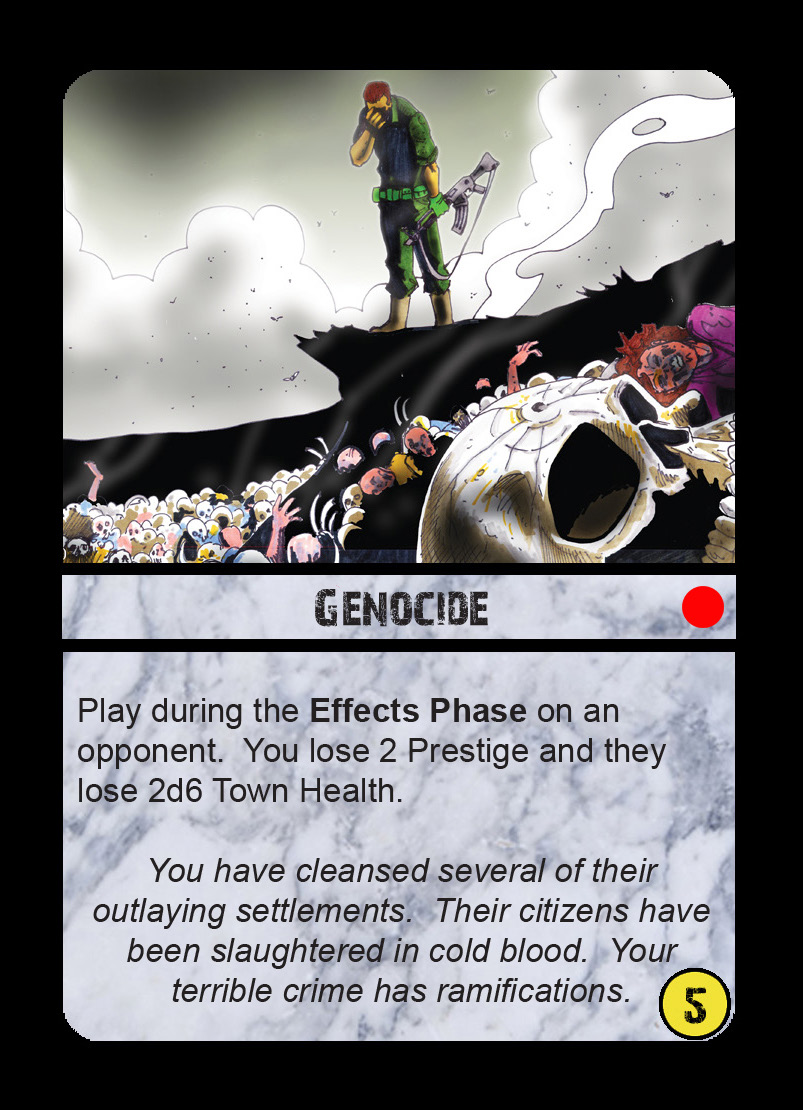 GENOCIDE
Play during the Effects Phase on an
opponent.  You lose 2 Prestige and they
lose 2d6 Town Health.
You have cleansed several of their
outlaying settlements.  Their citizens have
been slaughtered in cold blood.  Your
terrible crime has ramifications.
5